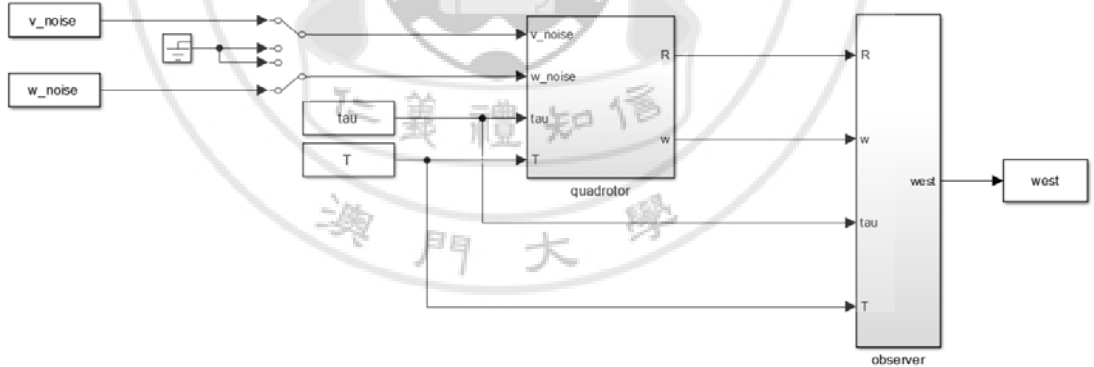 v_noise
w_noise
tau
T
v_noise
w_noise
tau
T
R
w
quadrotor
R
w
tau
T
west
observer
west
仁義禮知信
澳門大學